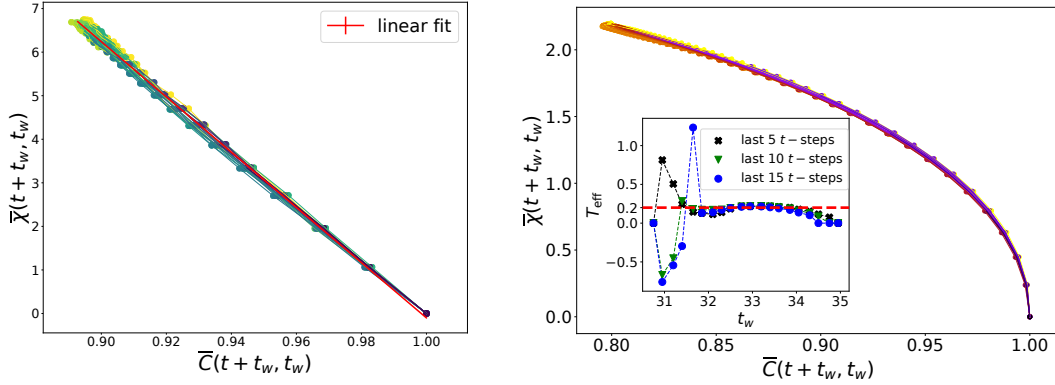 7
6
5
4
3
2
1
0
χ̅(t + t_w, t_w)
linear fit
0.90 0.92 0.94 0.96 0.98 1.00
C̅(t + t_w, t_w)
2.0
1.5
1.0
0.5
0.0
χ̅(t + t_w, t_w)
last 5 t − steps
last 10 t − steps
last 15 t − steps
1.0
0.5
0.2
0.0
−0.5
T_eff
31 32 33 34 35
t_w
0.80 0.85 0.90 0.95 1.00
C̅(t + t_w, t_w)